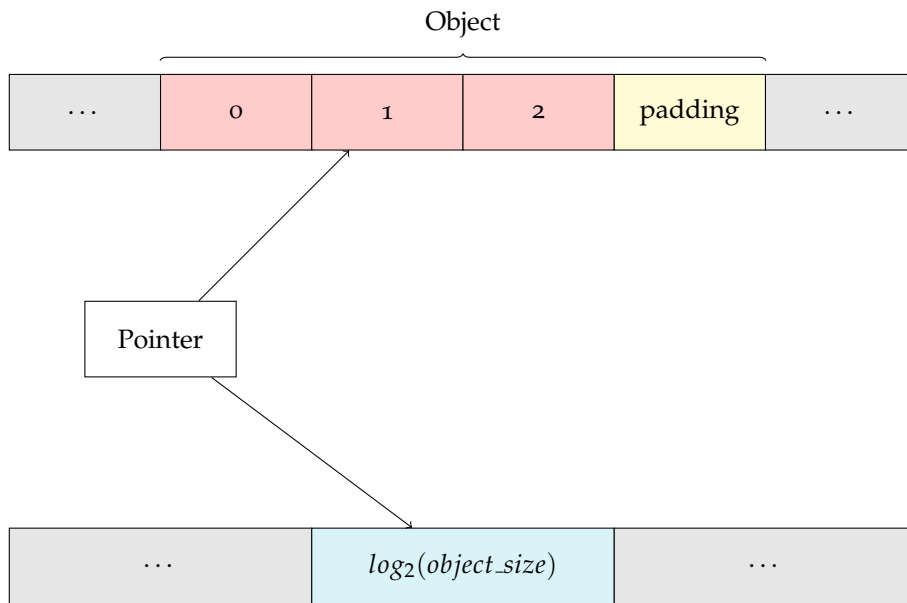 Object
... 0 1 2 padding ...
Pointer
... log₂(object_size) ...